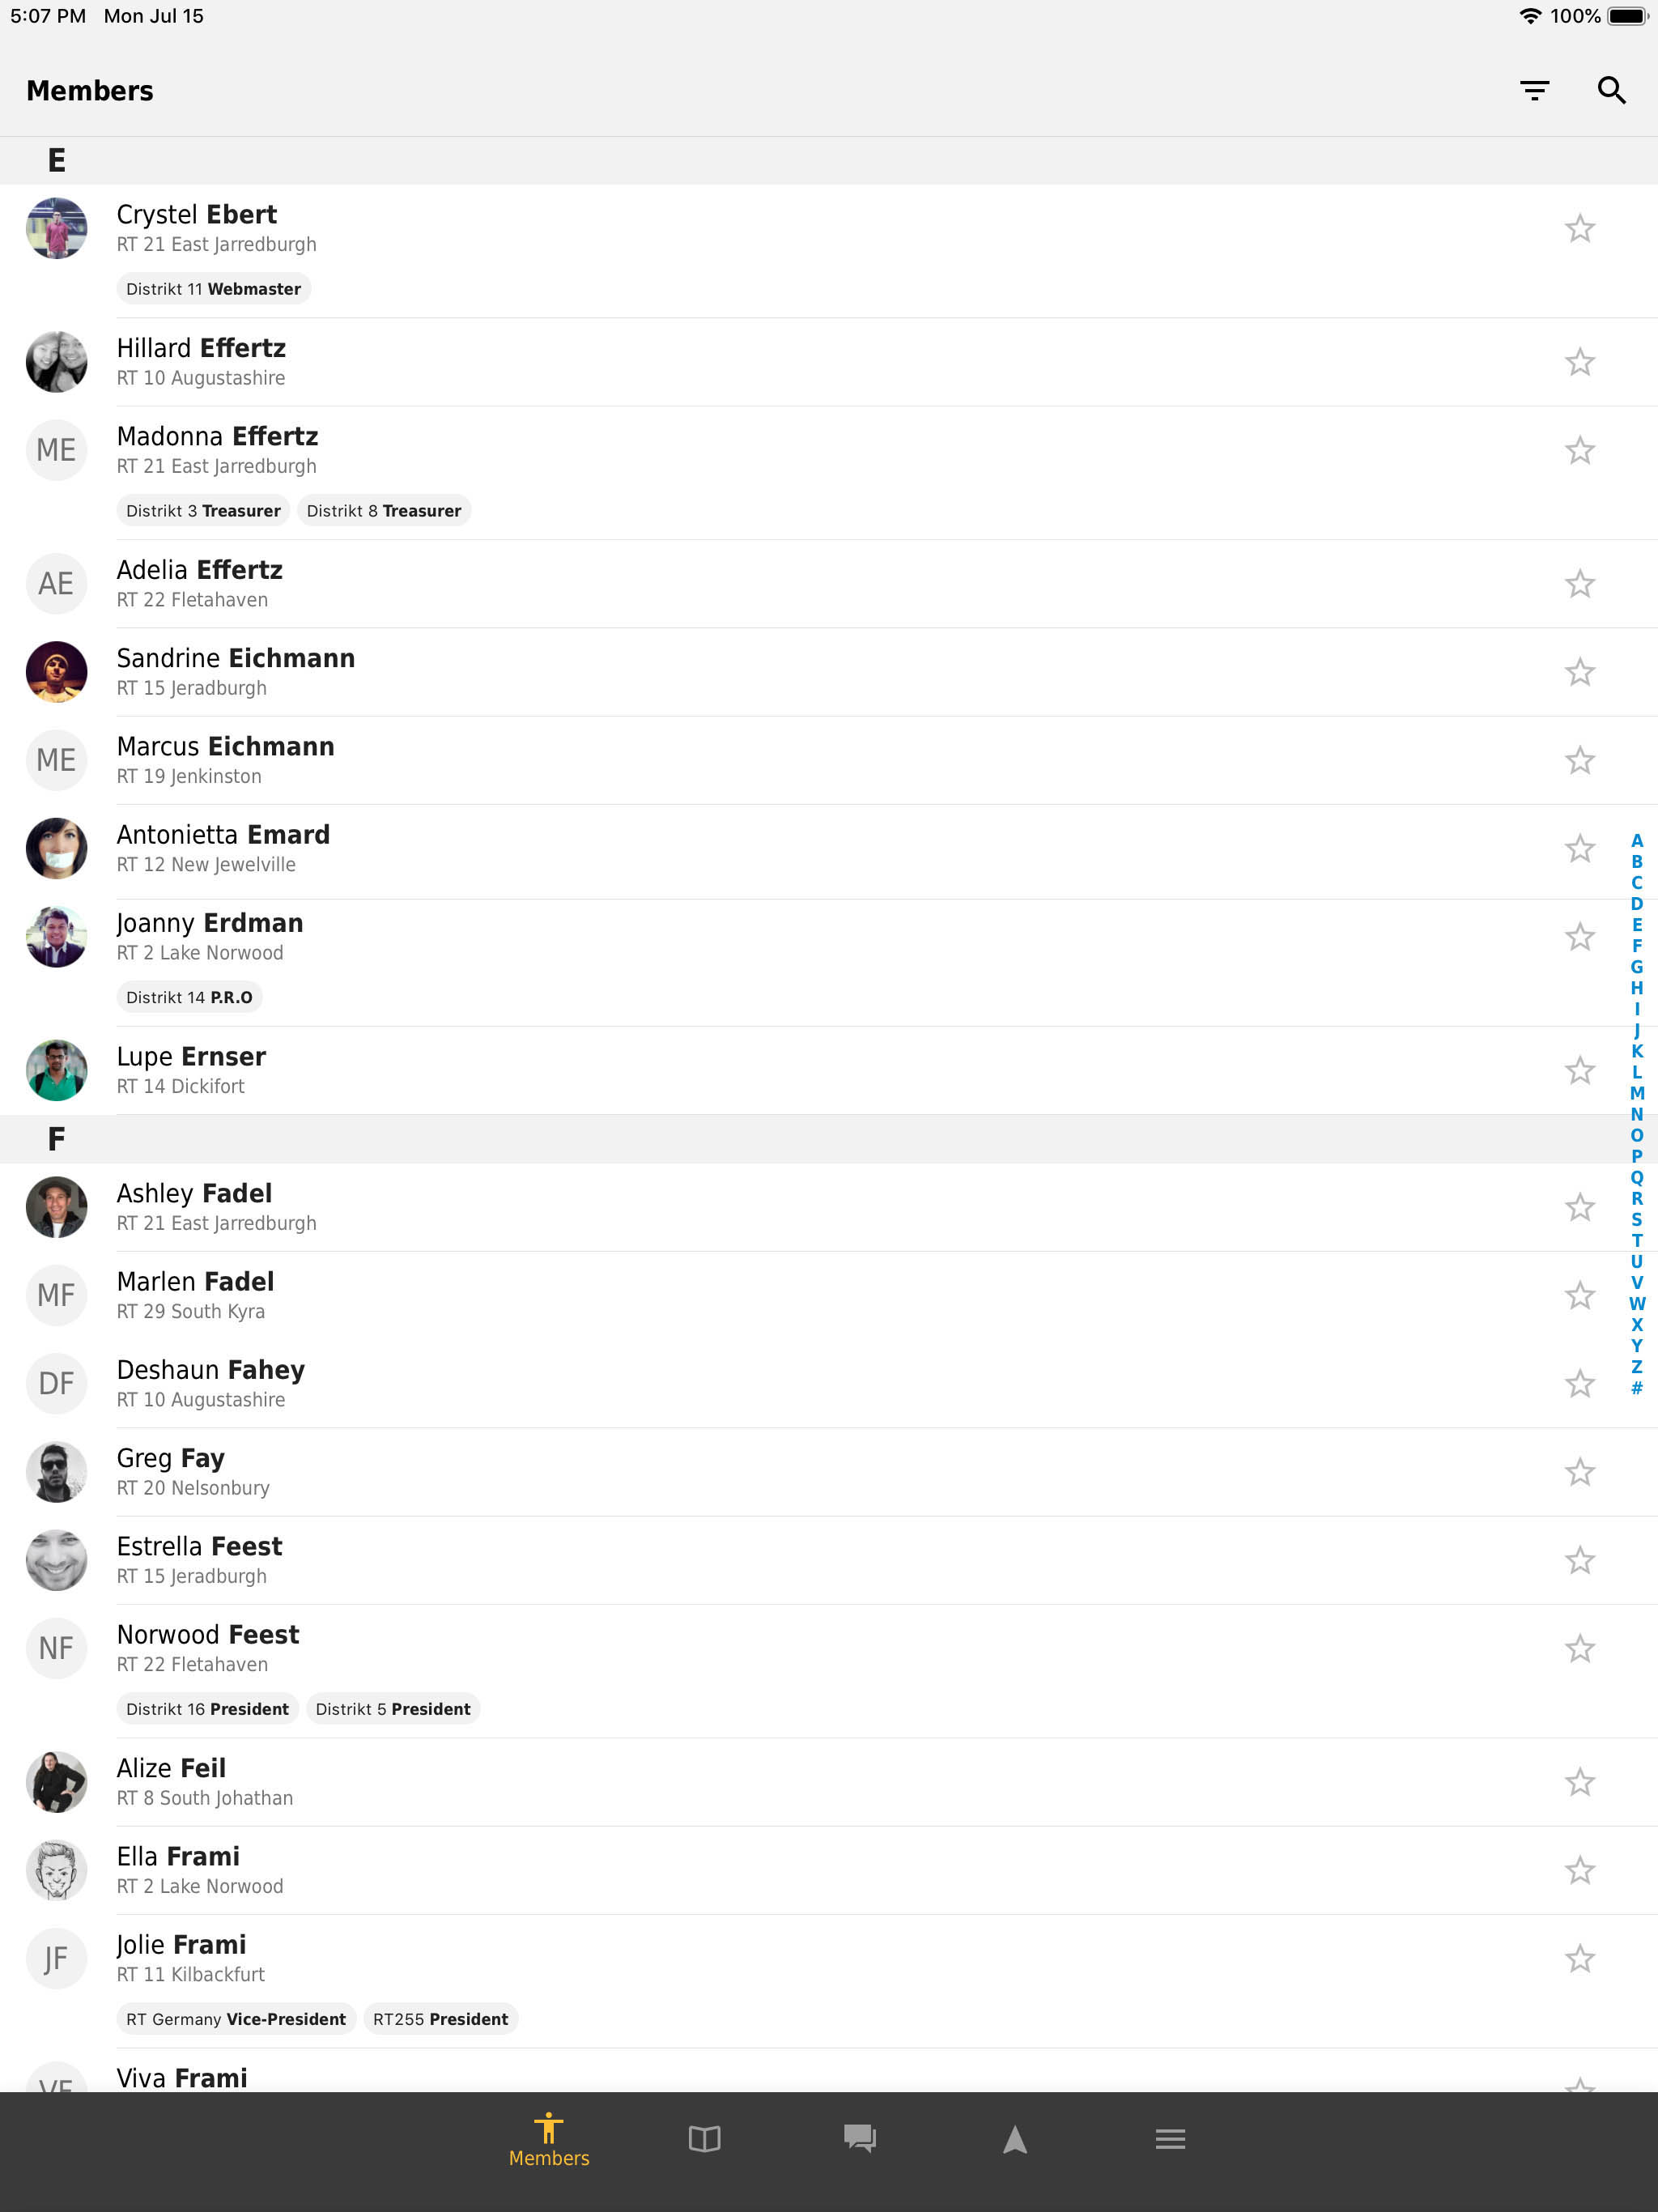 5:07 PM Mon Jul 15 100%
Members
E
Crystel Ebert
RT 21 East Jarredburgh
Distrikt 11 Webmaster
Hillard Effertz
RT 10 Augustashire
ME
Madonna Effertz
RT 21 East Jarredburgh
Distrikt 3 Treasurer Distrikt 8 Treasurer
AE
Adelia Effertz
RT 22 Fletahaven
Sandrine Eichmann
RT 15 Jeradburgh
ME
Marcus Eichmann
RT 19 Jenkinston
Antonietta Emard
RT 12 New Jewelville
Joanny Erdman
RT 2 Lake Norwood
Distrikt 14 P.R.O
Lupe Ernser
RT 14 Dickifort
F
Ashley Fadel
RT 21 East Jarredburgh
MF
Marlen Fadel
RT 29 South Kyra
DF
Deshaun Fahey
RT 10 Augustashire
Greg Fay
RT 20 Nelsonbury
Estrella Feest
RT 15 Jeradburgh
NF
Norwood Feest
RT 22 Fletahaven
Distrikt 16 President Distrikt 5 President
Alize Feil
RT 8 South Johathan
Ella Frami
RT 2 Lake Norwood
JF
Jolie Frami
RT 11 Kilbackfurt
RT Germany Vice-President RT255 President
VF
Viva Frami
A
B
C
D
E
F
G
H
I
J
K
L
M
N
O
P
Q
R
S
T
U
V
W
X
Y
Z
#
Members